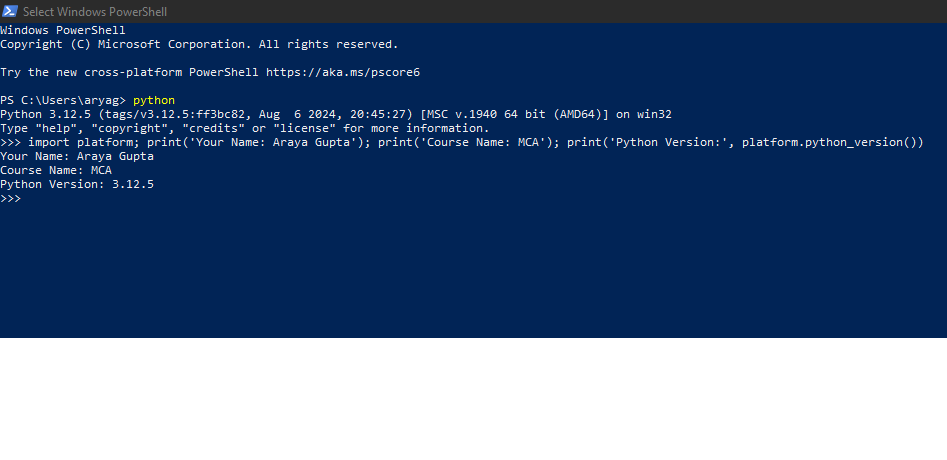 Select Windows PowerShell
Windows PowerShell
Copyright (C) Microsoft Corporation. All rights reserved.
Try the new cross-platform PowerShell https://aka.ms/pscore6
PS C:\Users\aryag> python
Python 3.12.5 (tags/v3.12.5:ff3bc82, Aug  6 2024, 20:45:27) [MSC v.1940 64 bit (AMD64)] on win32
Type "help", "copyright", "credits" or "license" for more information.
>>> import platform; print('Your Name: Araya Gupta'); print('Course Name: MCA'); print('Python Version:', platform.python_version())
Your Name: Araya Gupta
Course Name: MCA
Python Version: 3.12.5
>>>